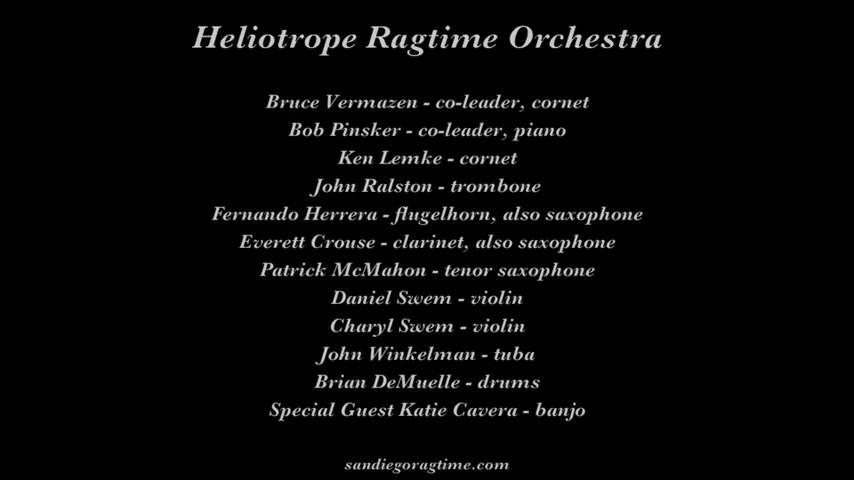 Heliotrope Ragtime Orchestra
Bruce Vermazen - co-leader, cornet
Bob Pinsker - co-leader, piano
Ken Lemke - cornet
John Ralston - trombone
Fernando Herrera - flugelhorn, also saxophone
Everett Crouse - clarinet, also saxophone
Patrick McMahon - tenor saxophone
Daniel Swem - violin
Charyl Swem - violin
John Winkelman - tuba
Brian DeMuelle - drums
Special Guest Katie Cavera - banjo
sandiegoragtime.com